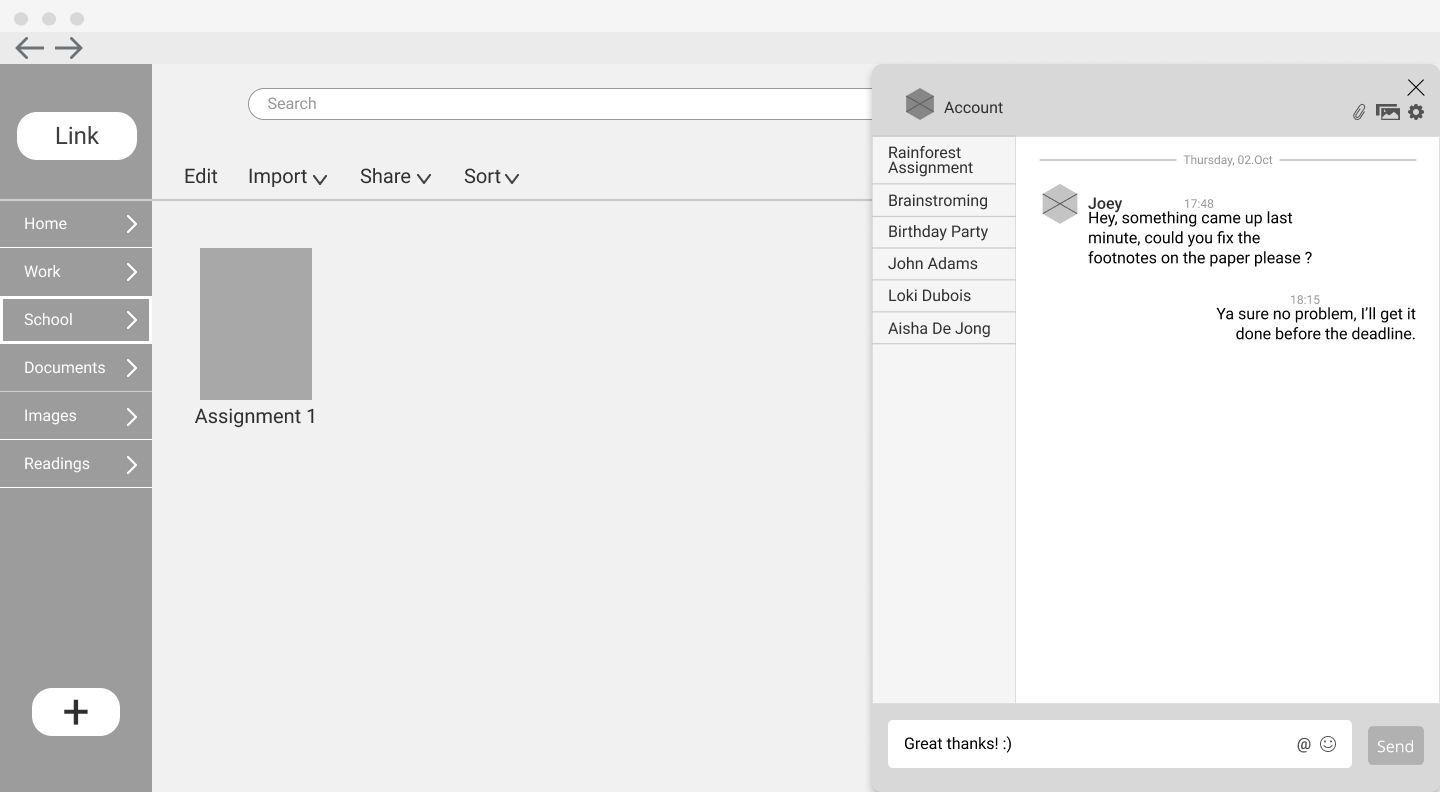 Link
Search
Edit
Import
Share
Sort
Home
Work
School
Documents
Images
Readings
Assignment 1
Account
Rainforest
Assignment
Brainstroming
Birthday Party
John Adams
Loki Dubois
Aisha De Jong
Thursday, 02.Oct
Joey 17:48
Hey, something came up last
minute, could you fix the
footnotes on the paper please ?
18:15
Ya sure no problem, I’ll get it
done before the deadline.
Great thanks! :)
@
Send